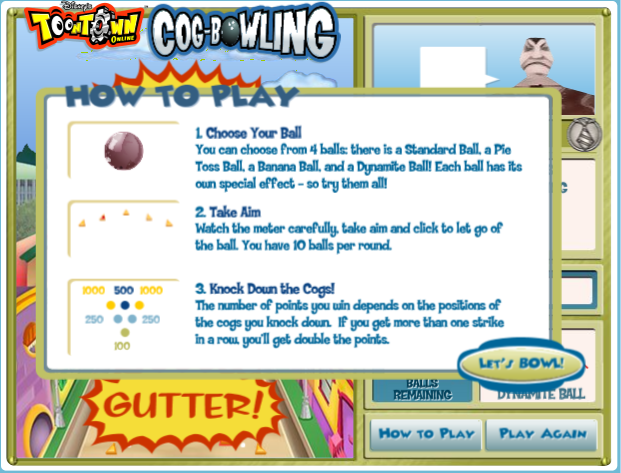 Disney's
TOONTOWN
ONLINE
COG-BOWLING
HOW TO PLAY
1. Choose Your Ball
You can choose from 4 balls: there is a Standard Ball, a Pie
Toss Ball, a Banana Ball, and a Dynamite Ball! Each ball has its
own special effect - so try them all!
2. Take Aim
Watch the meter carefully, take aim and click to let go of
the ball. You have 10 balls per round.
3. Knock Down the Cogs!
The number of points you win depends on the positions of
the cogs you knock down. If you get more than one strike
in a row, you'll get double the points.
1000 500 1000
250 250
100
LET'S BOWL!
GUTTER!
BALLS
REMAINING
DYNAMITE BALL
HOW TO PLAY
PLAY AGAIN